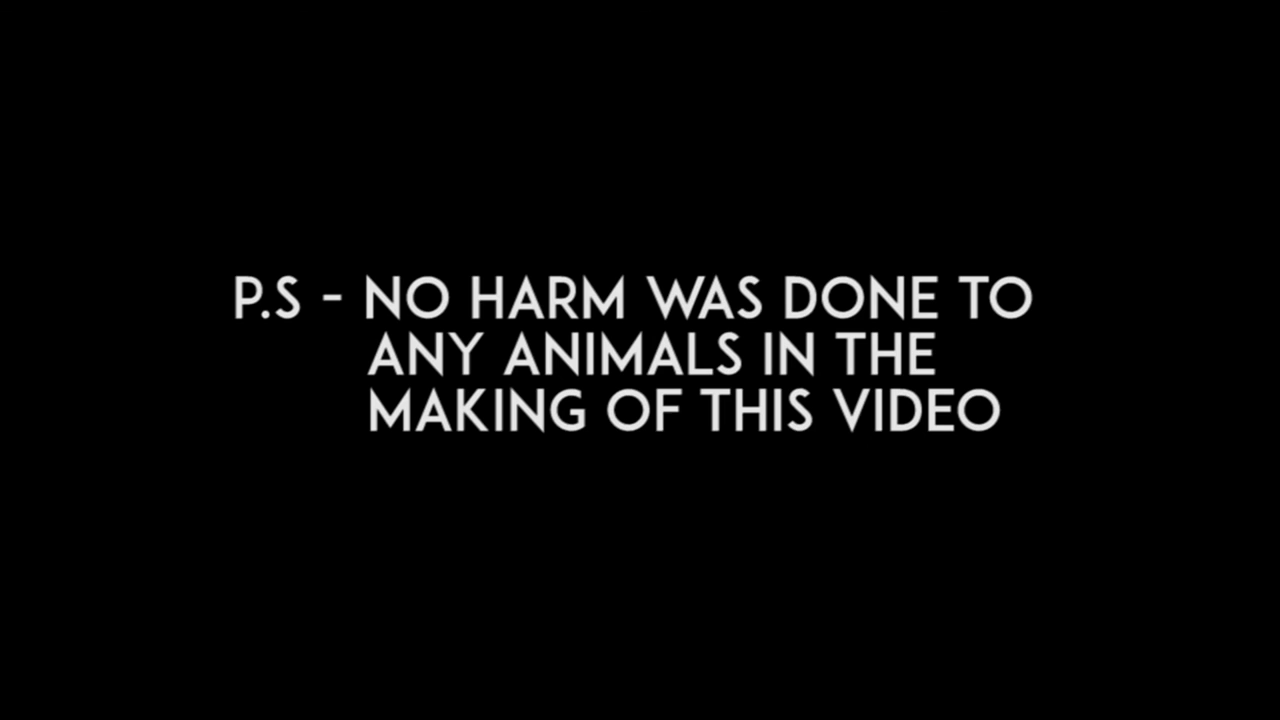 P.S - NO HARM WAS DONE TO
ANY ANIMALS IN THE
MAKING OF THIS VIDEO